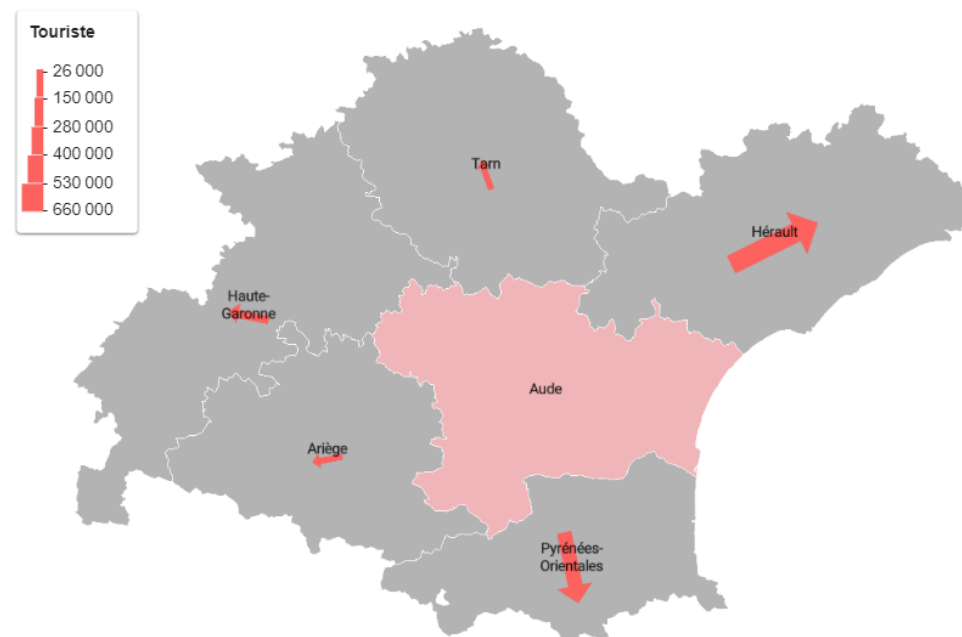 Touriste
26 000
150 000
280 000
400 000
530 000
660 000
Tarn
Hérault
Haute-
Garonne
Aude
Ariège
Pyrénées-
Orientales